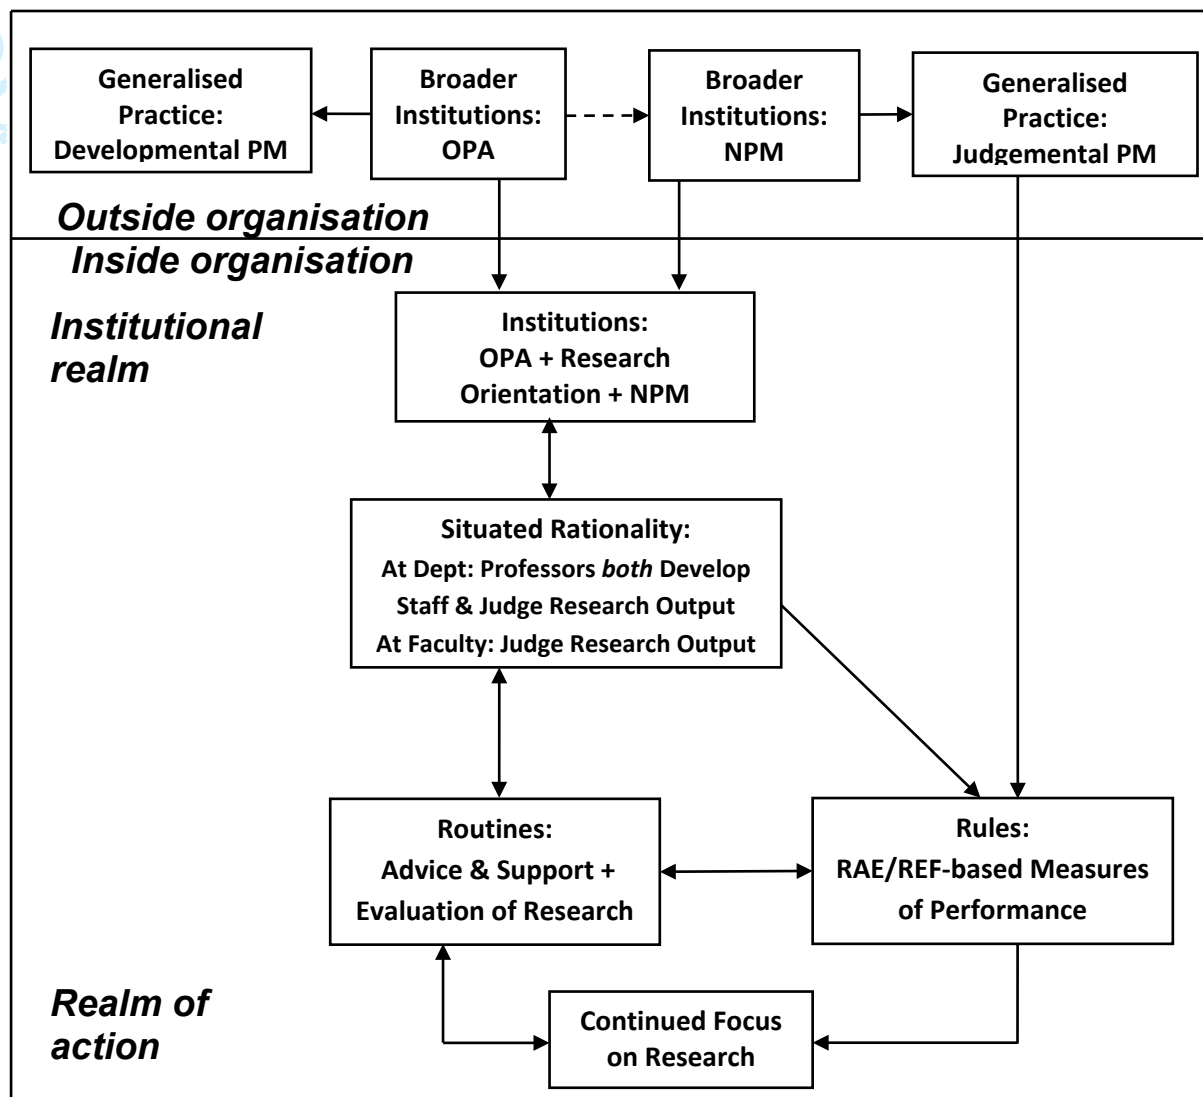 Generalised
Practice:
Developmental PM
Broader
Institutions:
OPA
Broader
Institutions:
NPM
Generalised
Practice:
Judgemental PM
Outside organisation
Inside organisation
Institutional
realm
Institutions:
OPA + Research
Orientation + NPM
Situated Rationality:
At Dept: Professors both Develop
Staff & Judge Research Output
At Faculty: Judge Research Output
Routines:
Advice & Support +
Evaluation of Research
Rules:
RAE/REF-based Measures
of Performance
Realm of
action
Continued Focus
on Research